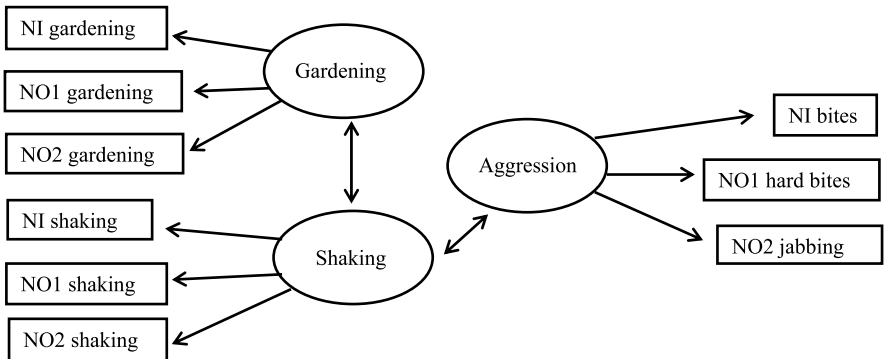 NI gardening
Gardening
NO1 gardening
NO2 gardening
NI bites
Aggression
NO1 hard bites
NI shaking
NO2 jabbing
Shaking
NO1 shaking
NO2 shaking